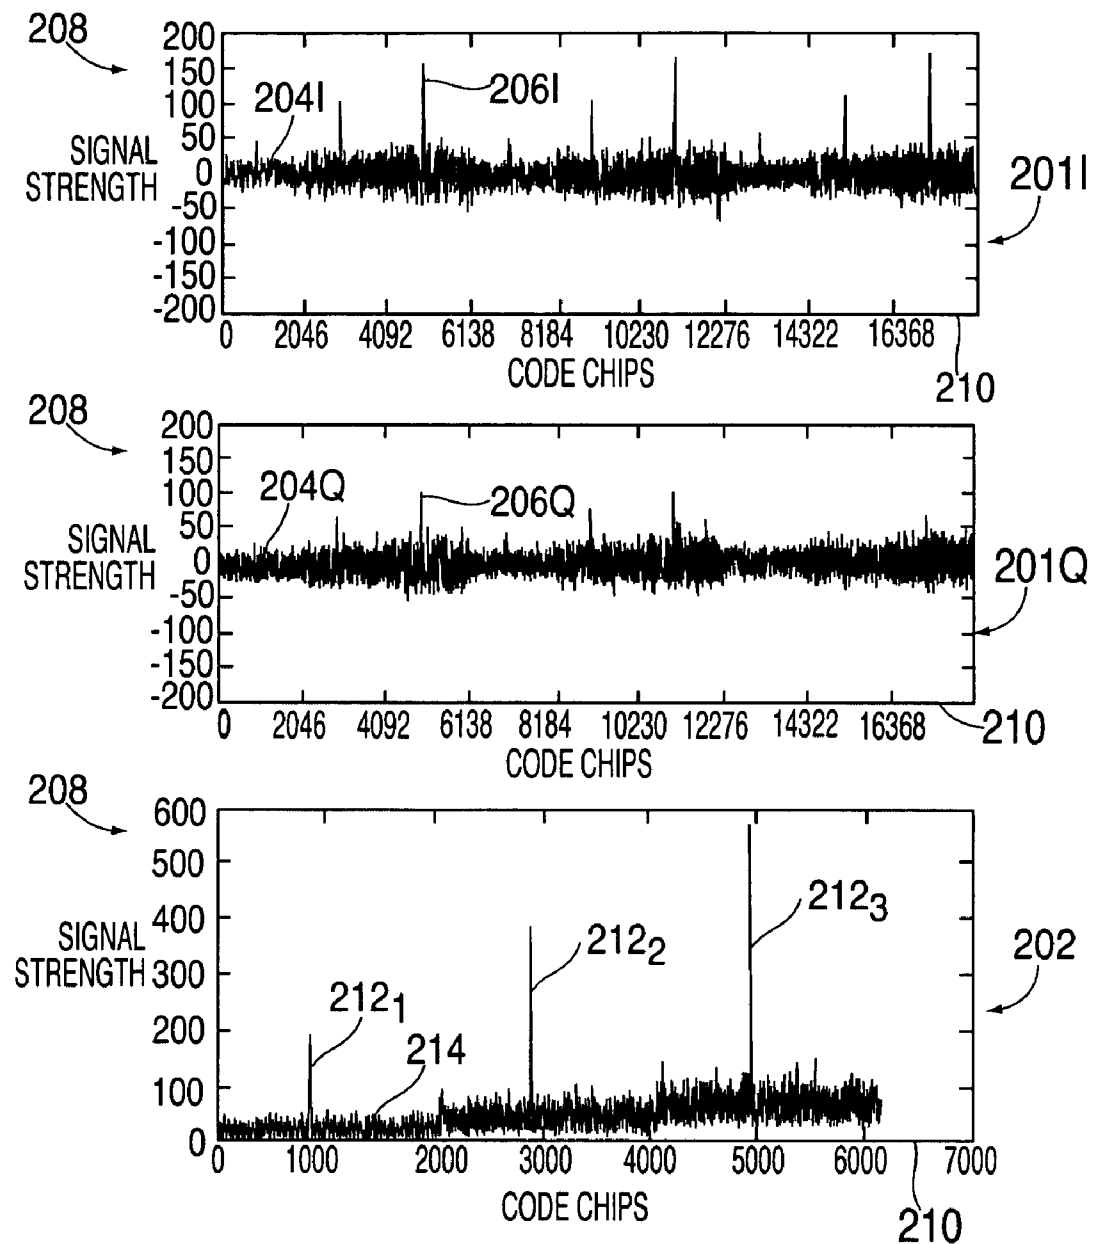 208
200
150
100
50
0
-50
-100
-150
-200
SIGNAL
STRENGTH
204I
206I
201I
0 2046 4092 6138 8184 10230 12276 14322 16368
CODE CHIPS
210
208
200
150
100
50
0
-50
-100
-150
-200
SIGNAL
STRENGTH
204Q
206Q
201Q
0 2046 4092 6138 8184 10230 12276 14322 16368
CODE CHIPS
210
208
600
500
400
300
200
100
0
SIGNAL
STRENGTH
212₁
214
212₂
212₃
202
0 1000 2000 3000 4000 5000 6000 7000
CODE CHIPS
210